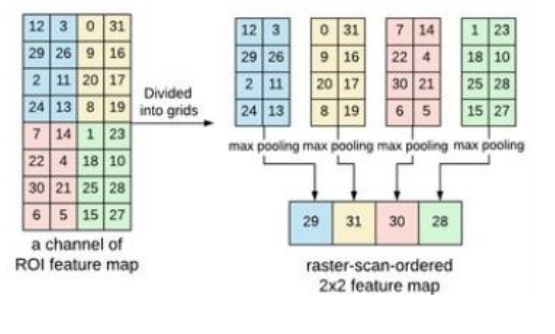 12 3 0 31
29 26 9 16
2 11 20 17
24 13 8 19
7 14 1 23
22 4 18 10
30 21 25 28
6 5 15 27
a channel of
ROI feature map
Divided
into grids
12 3
29 26
2 11
24 13
max pooling
0 31
9 16
20 17
8 19
max pooling
7 14
22 4
30 21
6 5
max pooling
1 23
18 10
25 28
15 27
max pooling
29 31 30 28
raster-scan-ordered
2x2 feature map